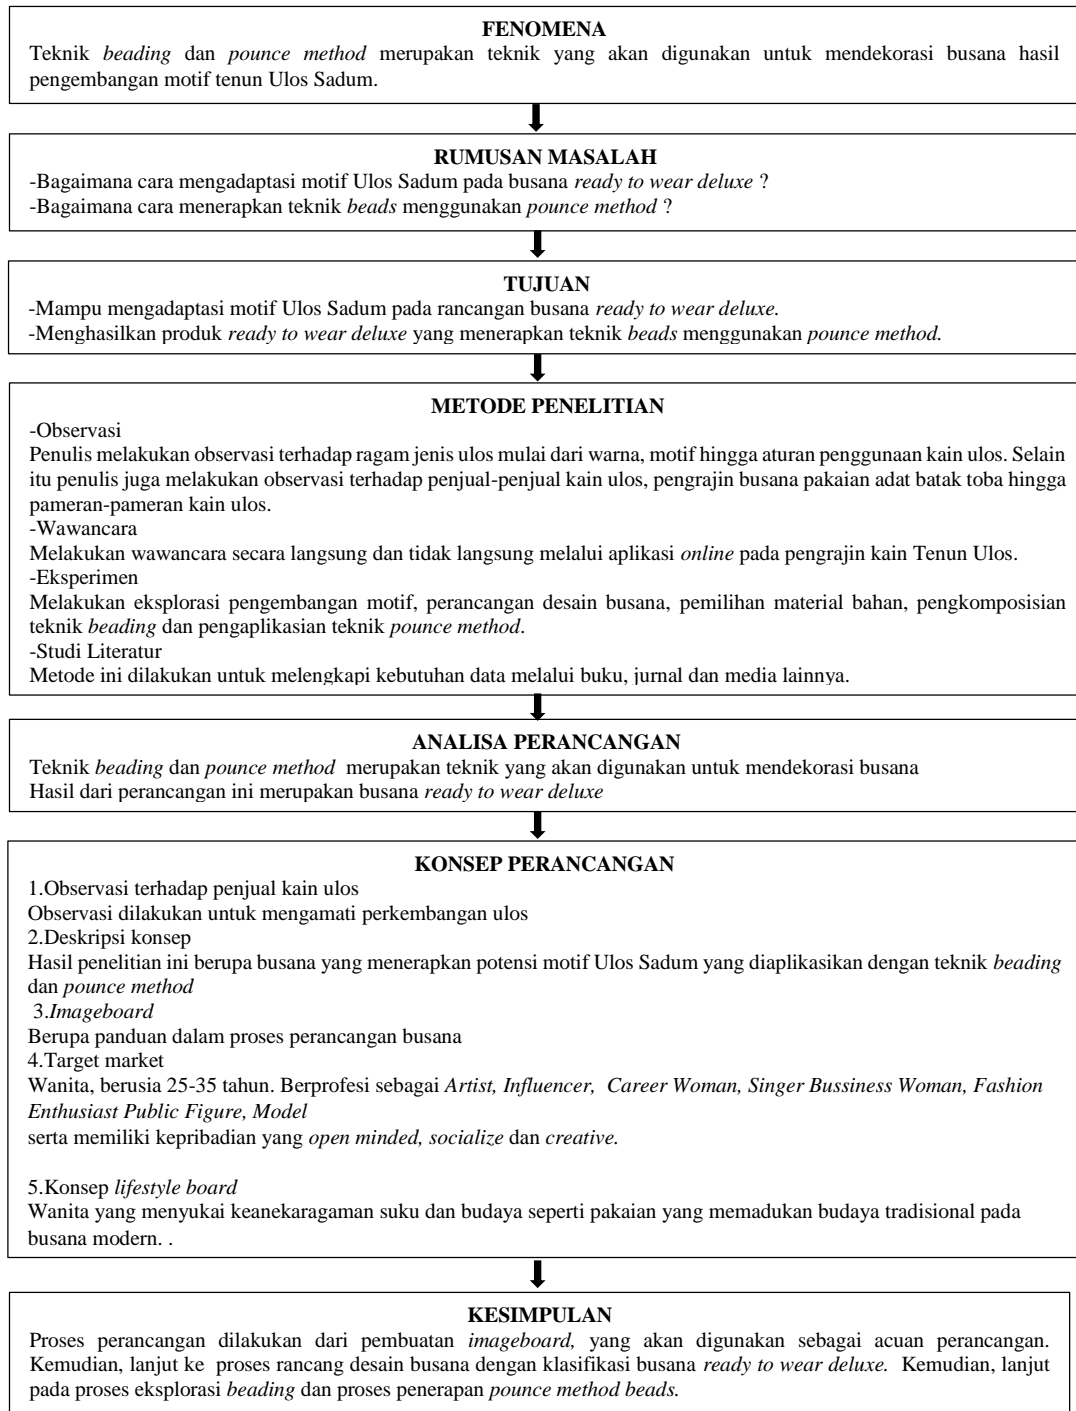 FENOMENA
Teknik beading dan pounce method merupakan teknik yang akan digunakan untuk mendekorasi busana hasil
pengembangan motif tenun Ulos Sadum.
RUMUSAN MASALAH
-Bagaimana cara mengadaptasi motif Ulos Sadum pada busana ready to wear deluxe ?
-Bagaimana cara menerapkan teknik beads menggunakan pounce method ?
TUJUAN
-Mampu mengadaptasi motif Ulos Sadum pada rancangan busana ready to wear deluxe.
-Menghasilkan produk ready to wear deluxe yang menerapkan teknik beads menggunakan pounce method.
METODE PENELITIAN
-Observasi
Penulis melakukan observasi terhadap ragam jenis ulos mulai dari warna, motif hingga aturan penggunaan kain ulos. Selain
itu penulis juga melakukan observasi terhadap penjual-penjual kain ulos, pengrajin busana pakaian adat batak toba hingga
pameran-pameran kain ulos.
-Wawancara
Melakukan wawancara secara langsung dan tidak langsung melalui aplikasi online pada pengrajin kain Tenun Ulos.
-Eksperimen
Melakukan eksplorasi pengembangan motif, perancangan desain busana, pemilihan material bahan, pengkomposisian
teknik beading dan pengaplikasian teknik pounce method.
-Studi Literatur
Metode ini dilakukan untuk melengkapi kebutuhan data melalui buku, jurnal dan media lainnya.
ANALISA PERANCANGAN
Teknik beading dan pounce method merupakan teknik yang akan digunakan untuk mendekorasi busana
Hasil dari perancangan ini merupakan busana ready to wear deluxe
KONSEP PERANCANGAN
1.Observasi terhadap penjual kain ulos
Observasi dilakukan untuk mengamati perkembangan ulos
2.Deskripsi konsep
Hasil penelitian ini berupa busana yang menerapkan potensi motif Ulos Sadum yang diaplikasikan dengan teknik beading
dan pounce method
3.Imageboard
Berupa panduan dalam proses perancangan busana
4.Target market
Wanita, berusia 25-35 tahun. Berprofesi sebagai Artist, Influencer, Career Woman, Singer Bussiness Woman, Fashion
Enthusiast Public Figure, Model
serta memiliki kepribadian yang open minded, socialize dan creative.
5.Konsep lifestyle board
Wanita yang menyukai keanekaragaman suku dan budaya seperti pakaian yang memadukan budaya tradisional pada
busana modern. .
KESIMPULAN
Proses perancangan dilakukan dari pembuatan imageboard, yang akan digunakan sebagai acuan perancangan.
Kemudian, lanjut ke proses rancang desain busana dengan klasifikasi busana ready to wear deluxe. Kemudian, lanjut
pada proses eksplorasi beading dan proses penerapan pounce method beads.